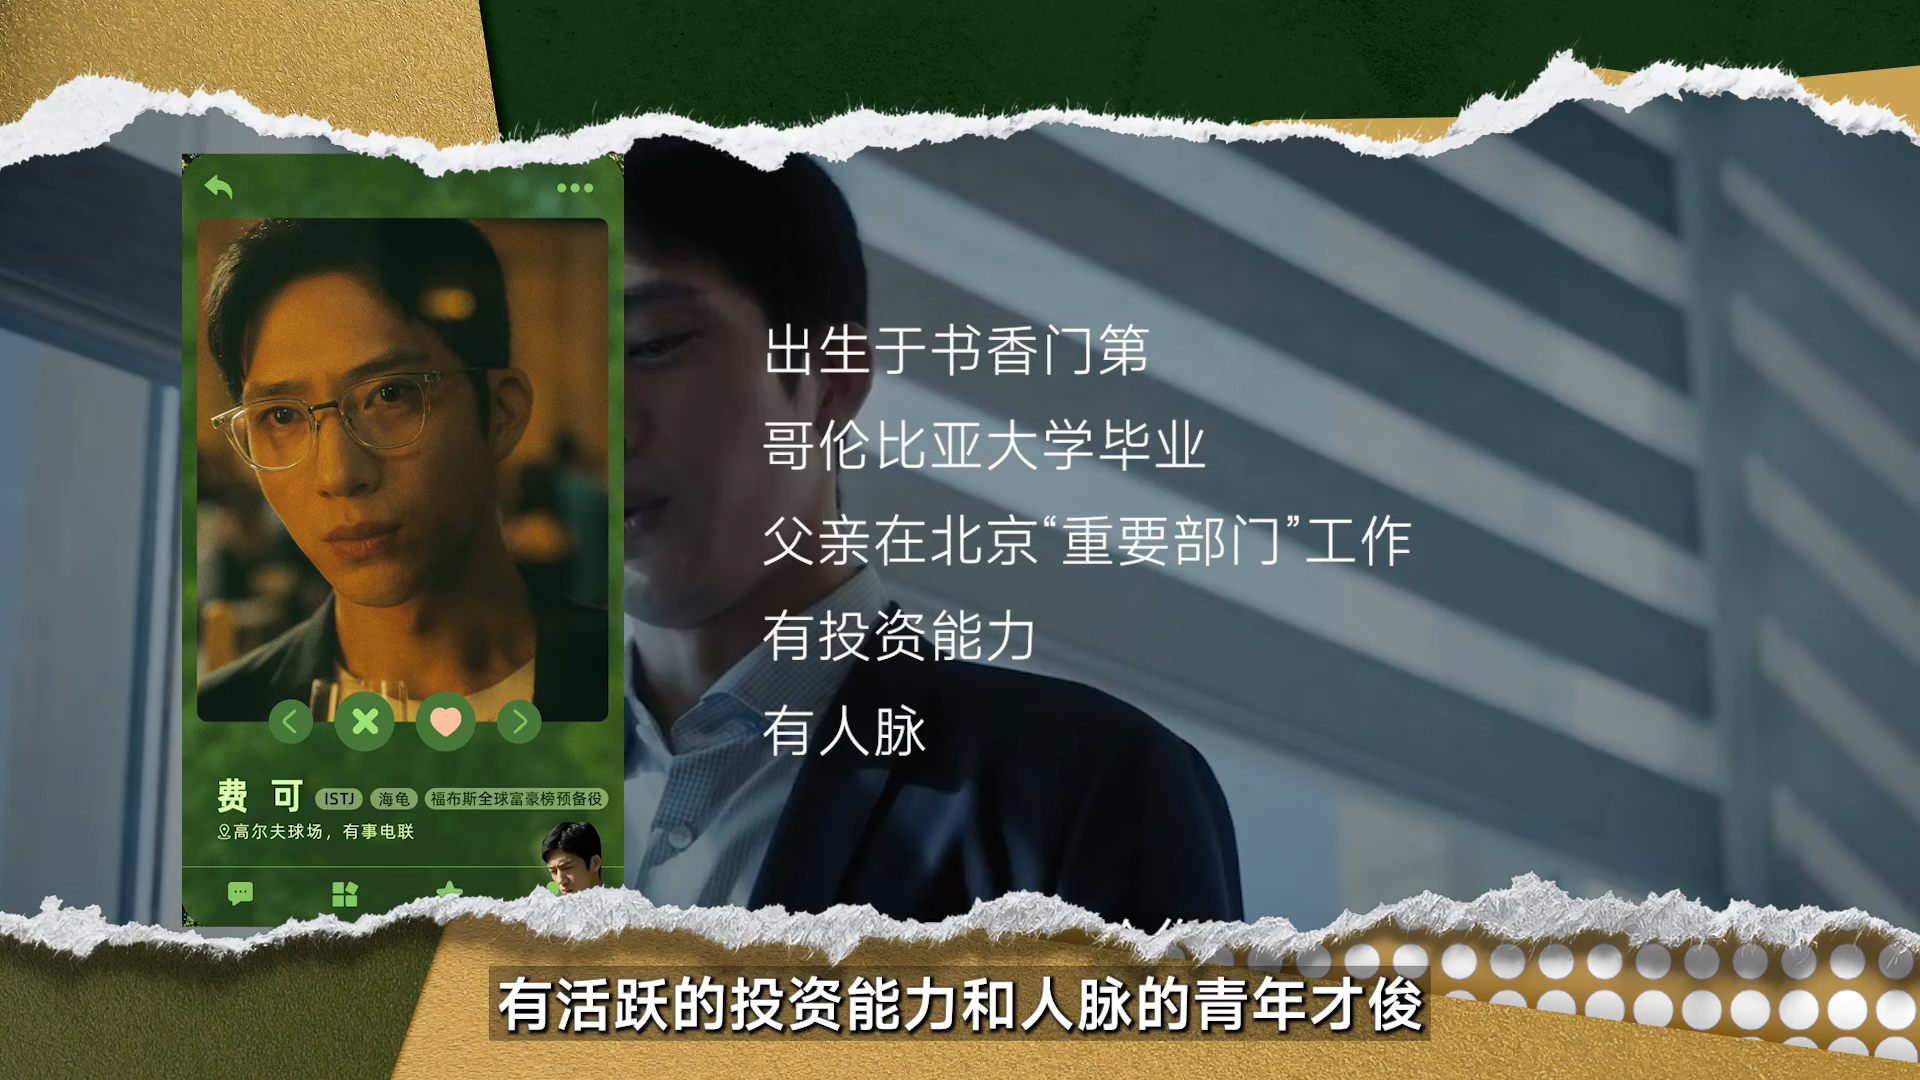 出生于书香门第
哥伦比亚大学毕业
父亲在北京“重要部门”工作
有投资能力
有人脉
费 可 ISTJ 海龟 福布斯全球富豪榜预备役
高尔夫球场，有事电联
有活跃的投资能力和人脉的青年才俊